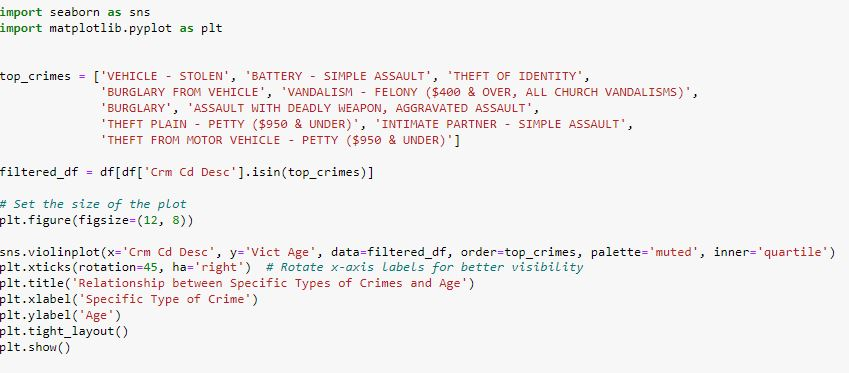 import seaborn as sns
import matplotlib.pyplot as plt
top_crimes = ['VEHICLE - STOLEN', 'BATTERY - SIMPLE ASSAULT', 'THEFT OF IDENTITY',
'BURGLARY FROM VEHICLE', 'VANDALISM - FELONY ($400 & OVER, ALL CHURCH VANDALISMS)',
'BURGLARY', 'ASSAULT WITH DEADLY WEAPON, AGGRAVATED ASSAULT',
'THEFT PLAIN - PETTY ($950 & UNDER)', 'INTIMATE PARTNER - SIMPLE ASSAULT',
'THEFT FROM MOTOR VEHICLE - PETTY ($950 & UNDER)']
filtered_df = df[df['Crm Cd Desc'].isin(top_crimes)]
# Set the size of the plot
plt.figure(figsize=(12, 8))
sns.violinplot(x='Crm Cd Desc', y='Vict Age', data=filtered_df, order=top_crimes, palette='muted', inner='quartile')
plt.xticks(rotation=45, ha='right')  # Rotate x-axis labels for better visibility
plt.title('Relationship between Specific Types of Crimes and Age')
plt.xlabel('Specific Type of Crime')
plt.ylabel('Age')
plt.tight_layout()
plt.show()